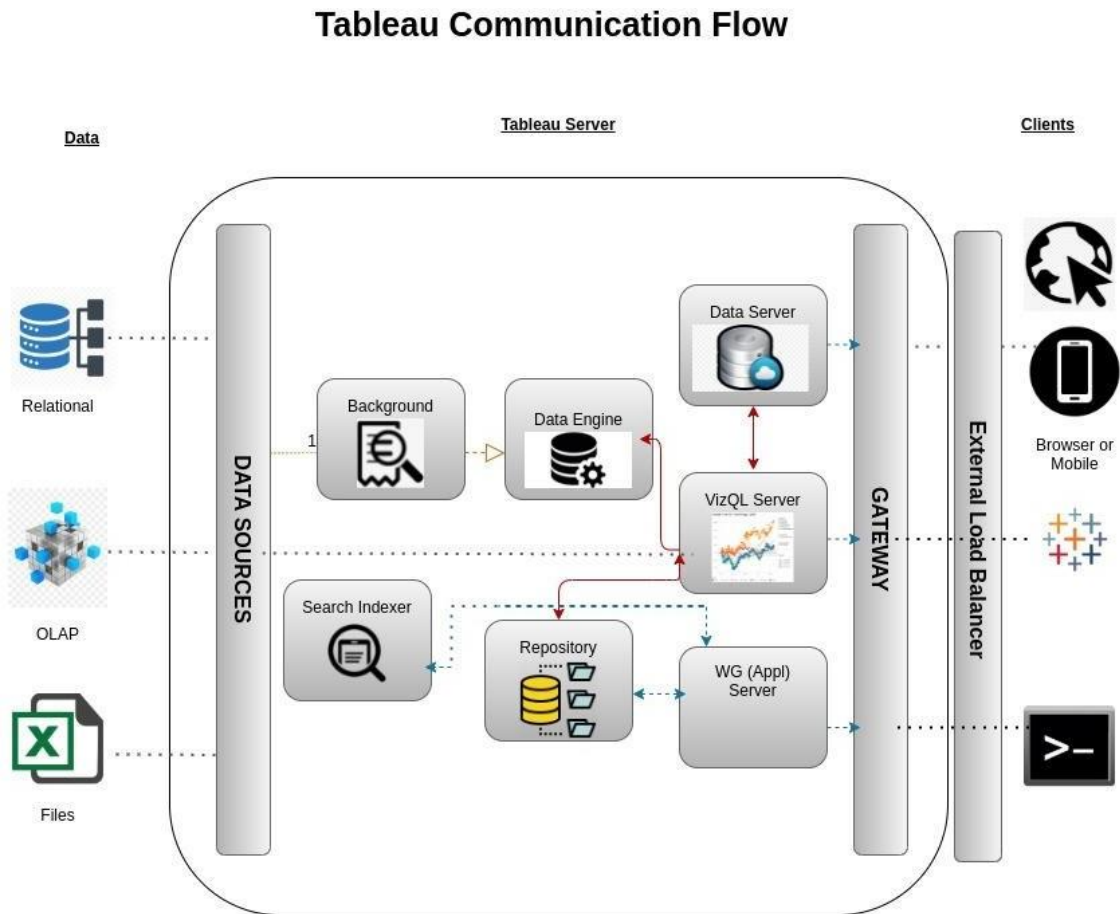 Tableau Communication Flow
Data
Tableau Server
Clients
Relational
OLAP
Files
DATA SOURCES
1
Background
Data Engine
Data Server
VizQL Server
Search Indexer
Repository
WG (Appl)
Server
GATEWAY
External Load Balancer
Browser or
Mobile